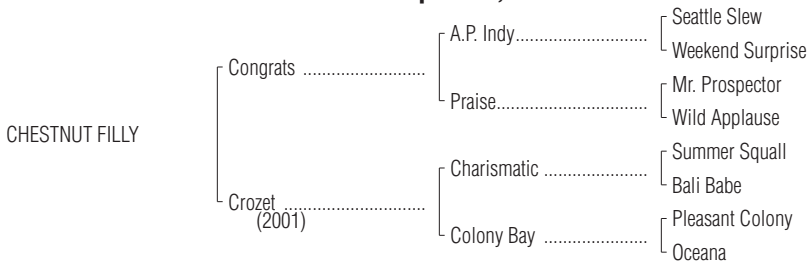 Seattle Slew
A.P. Indy..............................
Weekend Surprise
Congrats ............................
Mr. Prospector
Praise..................................
Wild Applause
CHESTNUT FILLY
Summer Squall
Charismatic ........................
Bali Babe
Crozet ................................
(2001)
Pleasant Colony
Colony Bay ........................
Oceana